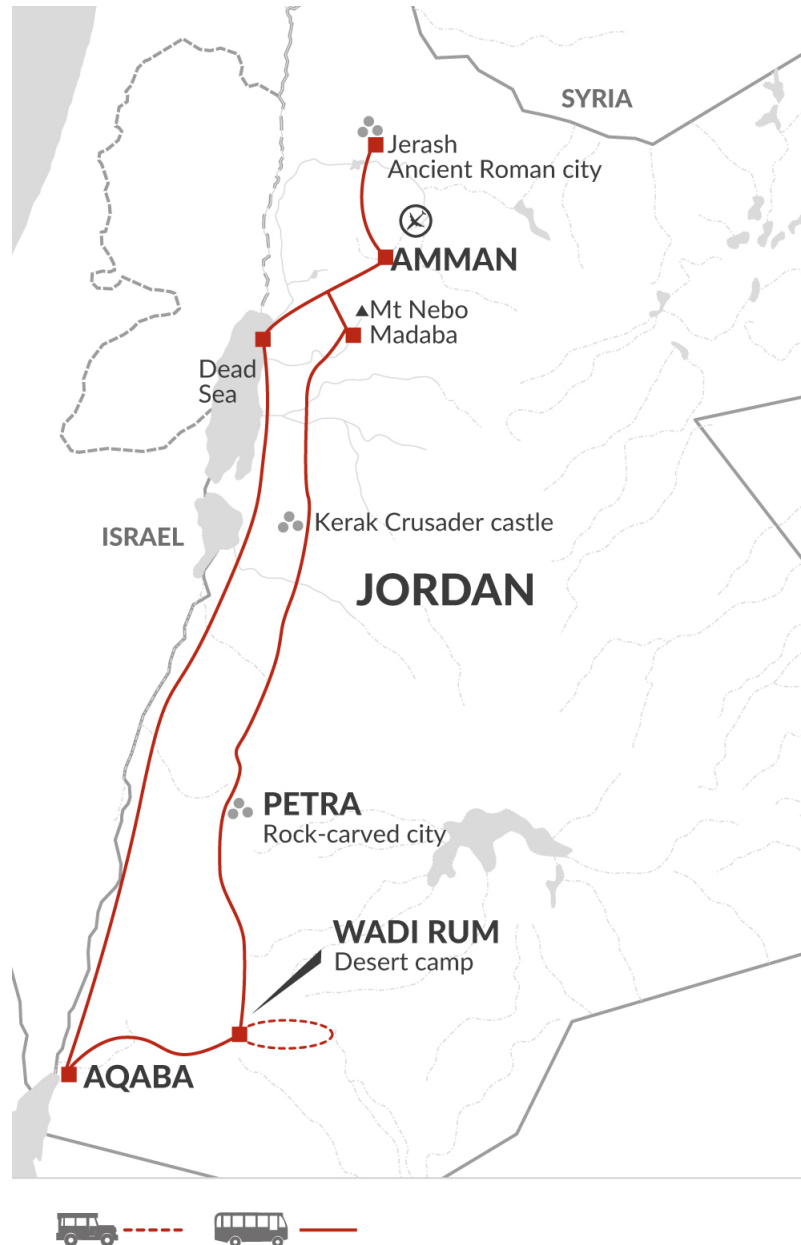 SYRIA
Jerash
Ancient Roman city
AMMAN
Mt Nebo
Madaba
Dead
Sea
Kerak Crusader castle
ISRAEL
JORDAN
PETRA
Rock-carved city
WADI RUM
Desert camp
AQABA